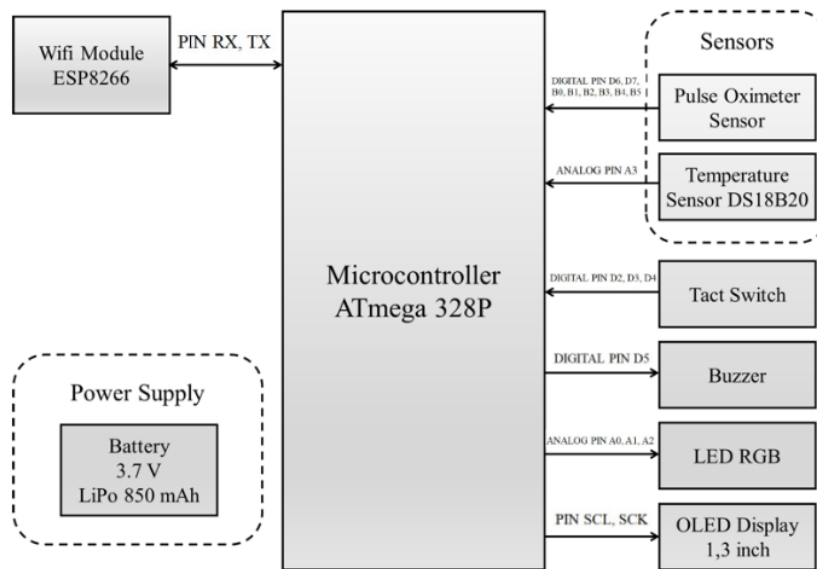 Wifi Module
ESP8266
PIN RX, TX
Microcontroller
ATmega 328P
Power Supply
Battery
3.7 V
LiPo 850 mAh
Sensors
DIGITAL PIN D6, D7,
B0, B1, B2, B3, B4, B5
Pulse Oximeter
Sensor
ANALOG PIN A3
Temperature
Sensor DS18B20
DIGITAL PIN D2, D3, D4
Tact Switch
DIGITAL PIN D5
Buzzer
ANALOG PIN A0, A1, A2
LED RGB
PIN SCL, SCK
OLED Display
1,3 inch